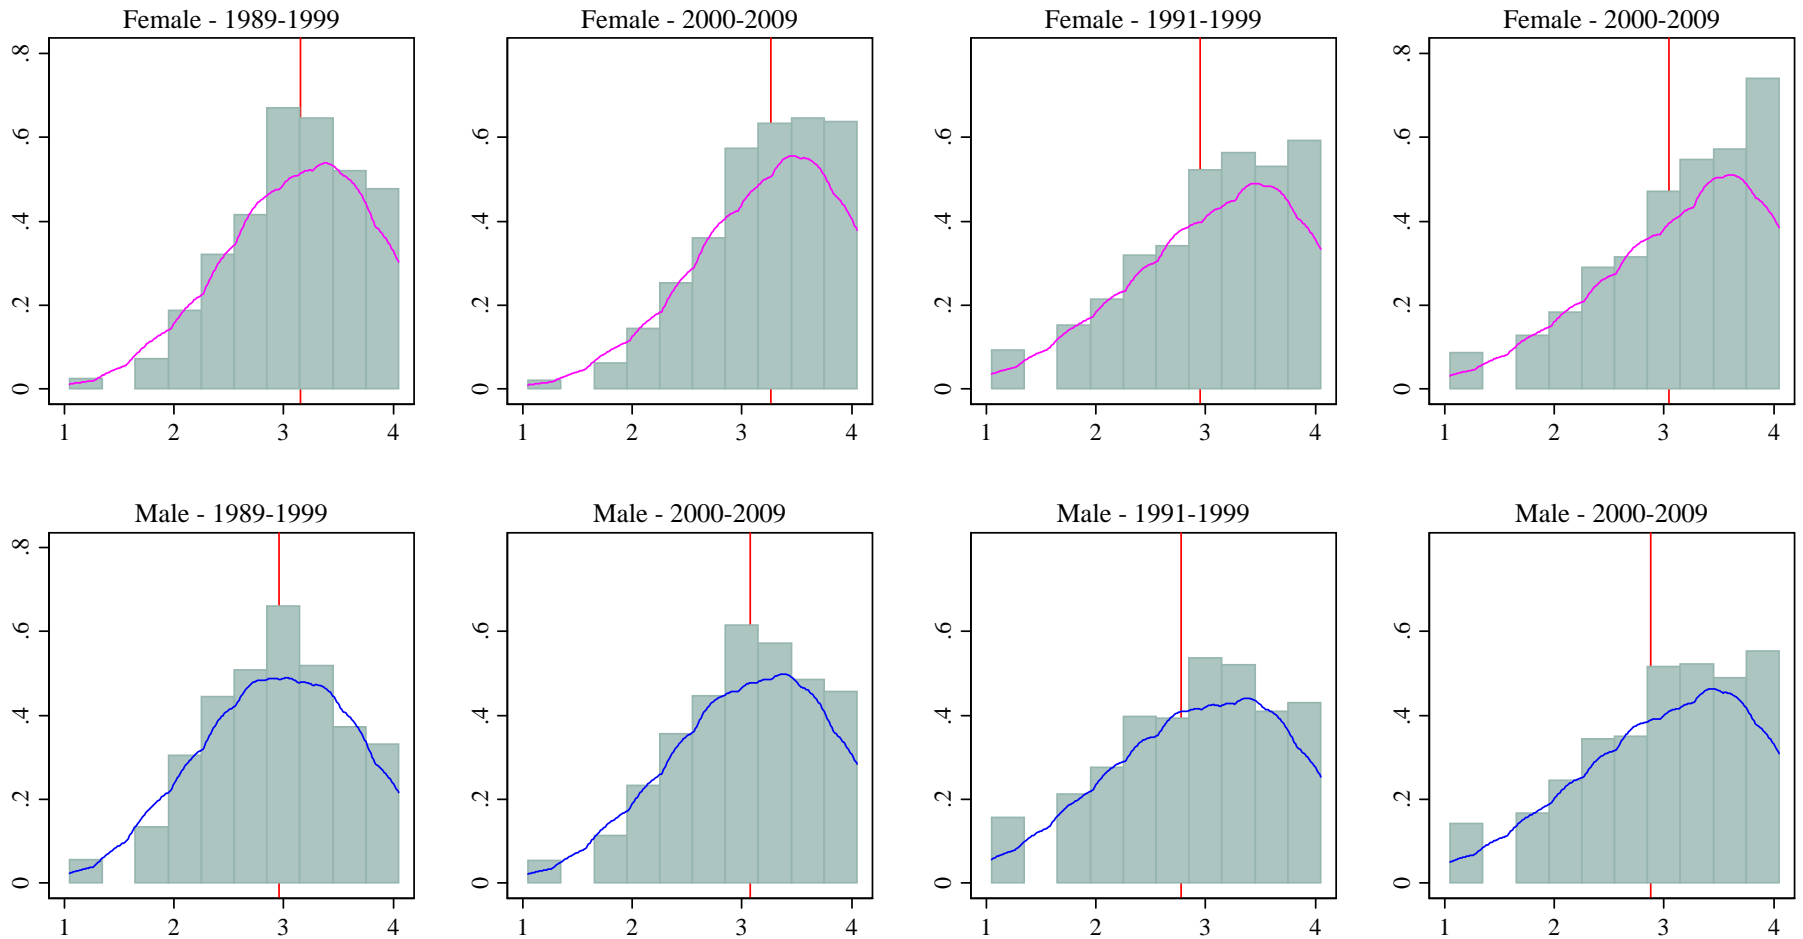 Female - 1989-1999
Female - 2000-2009
Female - 1991-1999
Female - 2000-2009
.8
.6
.4
.2
0
1 2 3 4
.6
.4
.2
0
1 2 3 4
.6
.4
.2
0
1 2 3 4
.8
.6
.4
.2
0
1 2 3 4
Male - 1989-1999
Male - 2000-2009
Male - 1991-1999
Male - 2000-2009
.8
.6
.4
.2
0
1 2 3 4
.6
.4
.2
0
1 2 3 4
.6
.4
.2
0
1 2 3 4
.6
.4
.2
0
1 2 3 4